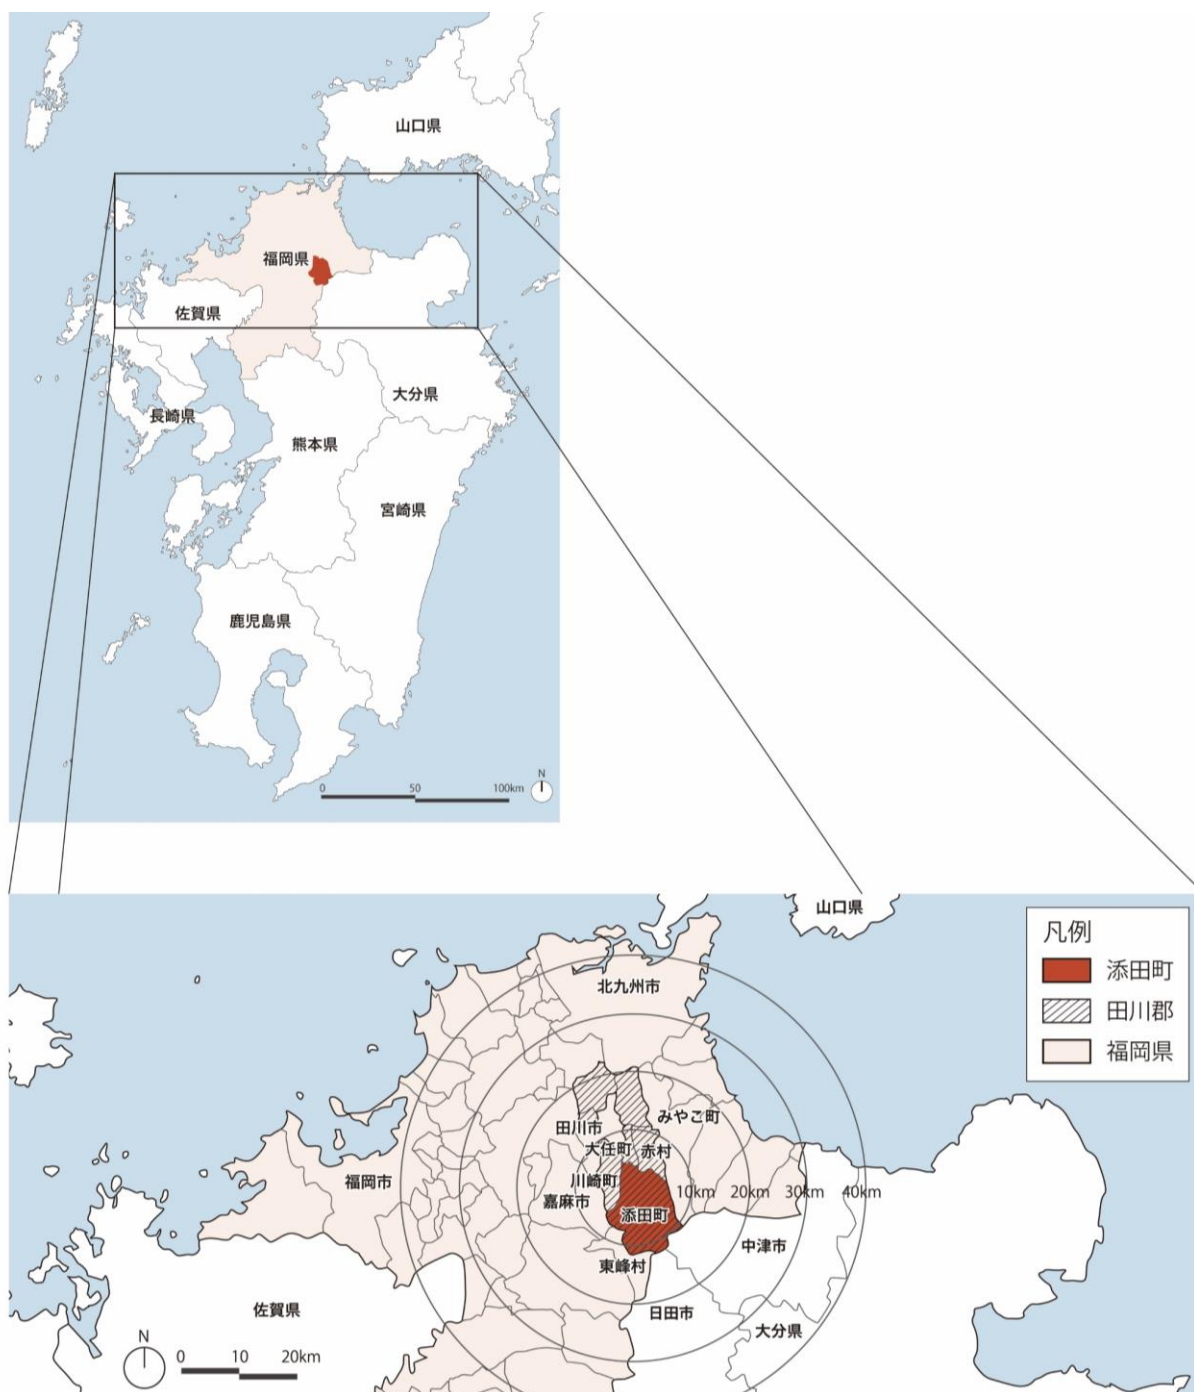 山口県
福岡県
佐賀県
大分県
長崎県
熊本県
宮崎県
鹿児島県
0 50 100km
N
山口県
凡例
添田町
田川郡
福岡県
北九州市
みやこ町
田川市
大任町
赤村
川崎町
福岡市
嘉麻市
10km 20km 30km 40km
添田町
中津市
東峰村
佐賀県
日田市
大分県
N
0 10 20km